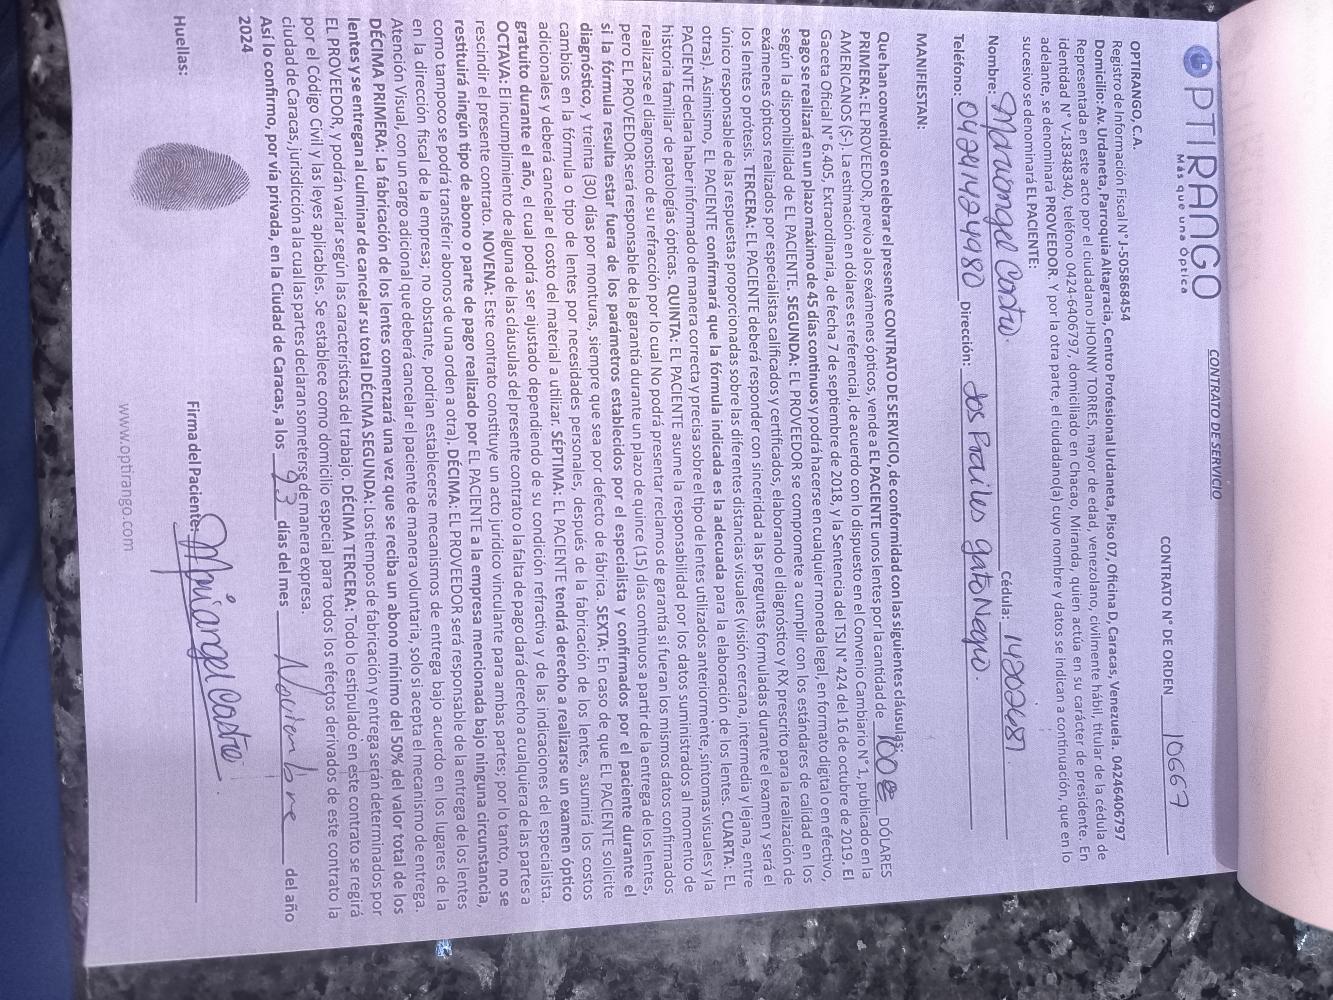 OPTIRANGO
Más que una óptica
CONTRATO DE SERVICIO
CONTRATO N° DE ORDEN 10667
OPTIRANGO, C.A.
Registro de Información Fiscal N° J-505868454
Domicilio: Av. Urdaneta, Parroquia Altagracia, Centro Profesional Urdaneta, Piso 07, Oficina D, Caracas, Venezuela. 04246406797
Representada en este acto por el ciudadano JHONNY TORRES, mayor de edad, venezolano, civilmente hábil, titular de la cédula de
identidad N° V-18348340, teléfono 0424-6406797, domiciliado en Chacao, Miranda, quien actúa en su carácter de presidente. En
adelante, se denominará PROVEEDOR. Y por la otra parte, el ciudadano(a) cuyo nombre y datos se indican a continuación, que en lo
sucesivo se denominará EL PACIENTE:
Nombre: Mariangel Castro. Cédula: 14202687
Teléfono: 04241424980 Dirección: los Frailes gato Negro.
MANIFIESTAN:
Que han convenido en celebrar el presente CONTRATO DE SERVICIO, de conformidad con las siguientes cláusulas:
PRIMERA: EL PROVEEDOR, previo a los exámenes ópticos, vende a EL PACIENTE unos lentes por la cantidad de 100 DÓLARES
AMERICANOS ($-). La estimación en dólares es referencial, de acuerdo con lo dispuesto en el Convenio Cambiario N° 1, publicado en la
Gaceta Oficial N° 6.405, Extraordinaria, de fecha 7 de septiembre de 2018, y la Sentencia del TSJ N° 424 del 16 de octubre de 2019. El
pago se realizará en un plazo máximo de 45 días continuos y podrá hacerse en cualquier moneda legal, en formato digital o en efectivo,
según la disponibilidad de EL PACIENTE. SEGUNDA: EL PROVEEDOR se compromete a cumplir con los estándares de calidad en los
exámenes ópticos realizados por especialistas calificados y certificados, elaborando el diagnóstico y RX prescrito para la realización de
los lentes o prótesis. TERCERA: EL PACIENTE deberá responder con sinceridad a las preguntas formuladas durante el examen y será el
único responsable de las respuestas proporcionadas sobre las diferentes distancias visuales (visión cercana, intermedia y lejana, entre
otras). Asimismo, EL PACIENTE confirmará que la fórmula indicada es la adecuada para la elaboración de los lentes. CUARTA: EL
PACIENTE declara haber informado de manera correcta y precisa sobre el tipo de lentes utilizados anteriormente, síntomas visuales y la
historia familiar de patologías ópticas. QUINTA: EL PACIENTE asume la responsabilidad por los datos suministrados al momento de
realizarse el diagnostico de su refracción por lo cual No podrá presentar reclamos de garantía si fueran los mismos datos confirmados
pero EL PROVEEDOR será responsable de la garantía durante un plazo de quince (15) días continuos a partir de la entrega de los lentes,
si la fórmula resulta estar fuera de los parámetros establecidos por el especialista y confirmados por el paciente durante el
diagnóstico, y treinta (30) días por monturas, siempre que sea por defecto de fábrica. SEXTA: En caso de que EL PACIENTE solicite
cambios en la fórmula o tipo de lentes por necesidades personales, después de la fabricación de los lentes, asumirá los costos
adicionales y deberá cancelar el costo del material a utilizar. SÉPTIMA: EL PACIENTE tendrá derecho a realizarse un examen óptico
gratuito durante el año, el cual podrá ser ajustado dependiendo de su condición refractiva y de las indicaciones del especialista.
OCTAVA: El incumplimiento de alguna de las cláusulas del presente contrato o la falta de pago dará derecho a cualquiera de las partes a
rescindir el presente contrato. NOVENA: Este contrato constituye un acto jurídico vinculante para ambas partes; por lo tanto, no se
restituirá ningún tipo de abono o parte de pago realizado por EL PACIENTE a la empresa mencionada bajo ninguna circunstancia,
como tampoco se podrá transferir abonos de una orden a otra). DÉCIMA: EL PROVEEDOR será responsable de la entrega de los lentes
en la dirección fiscal de la empresa; no obstante, podrían establecerse mecanismos de entrega bajo acuerdo en los lugares de la
Atención Visual, con un cargo adicional que deberá cancelar el paciente de manera voluntaria, solo si acepta el mecanismo de entrega.
DÉCIMA PRIMERA: La fabricación de los lentes comenzará una vez que se reciba un abono mínimo del 50% del valor total de los
lentes y se entregan al culminar de cancelar su total DÉCIMA SEGUNDA: Los tiempos de fabricación y entrega serán determinados por
EL PROVEEDOR, y podrán variar según las características del trabajo. DÉCIMA TERCERA: Todo lo estipulado en este contrato se regirá
por el Código Civil y las leyes aplicables. Se establece como domicilio especial para todos los efectos derivados de este contrato la
ciudad de Caracas, jurisdicción a la cual las partes declaran someterse de manera expresa.
Así lo confirmo, por vía privada, en la Ciudad de Caracas, a los 23 días del mes Noviembre del año
2024
Huellas:
Firma del Paciente: Mariangel Castro
www.optirango.com